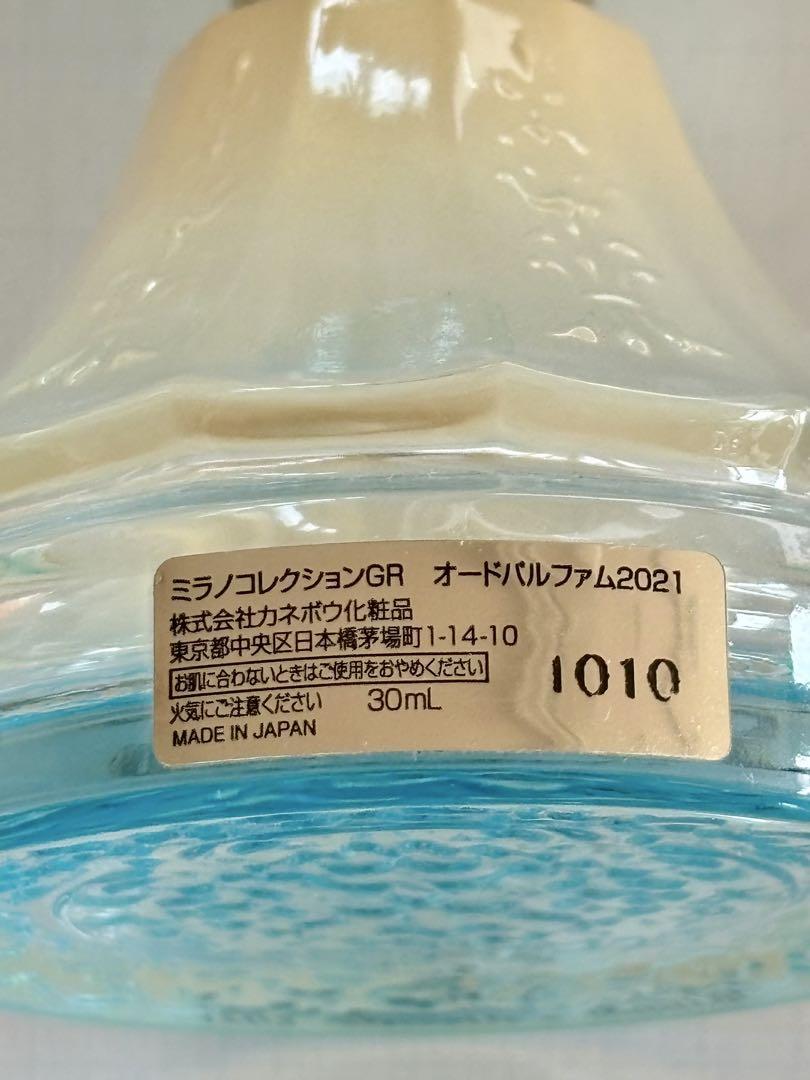 ミラノコレクションGR オードパルファム2021
株式会社カネボウ化粧品
東京都中央区日本橋茅場町1-14-10
お肌に合わないときはご使用をおやめください
火気にご注意ください 30mL
MADE IN JAPAN
1010